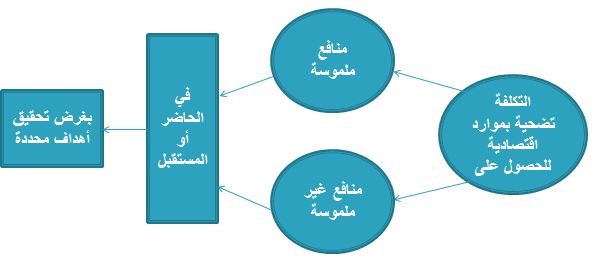 التكلفة
تضحية بموارد
اقتصادية
للحصول على
منافع
ملموسة
منافع غير
ملموسة
في
الحاضر
أو
المستقبل
بغرض تحقيق
أهداف محددة